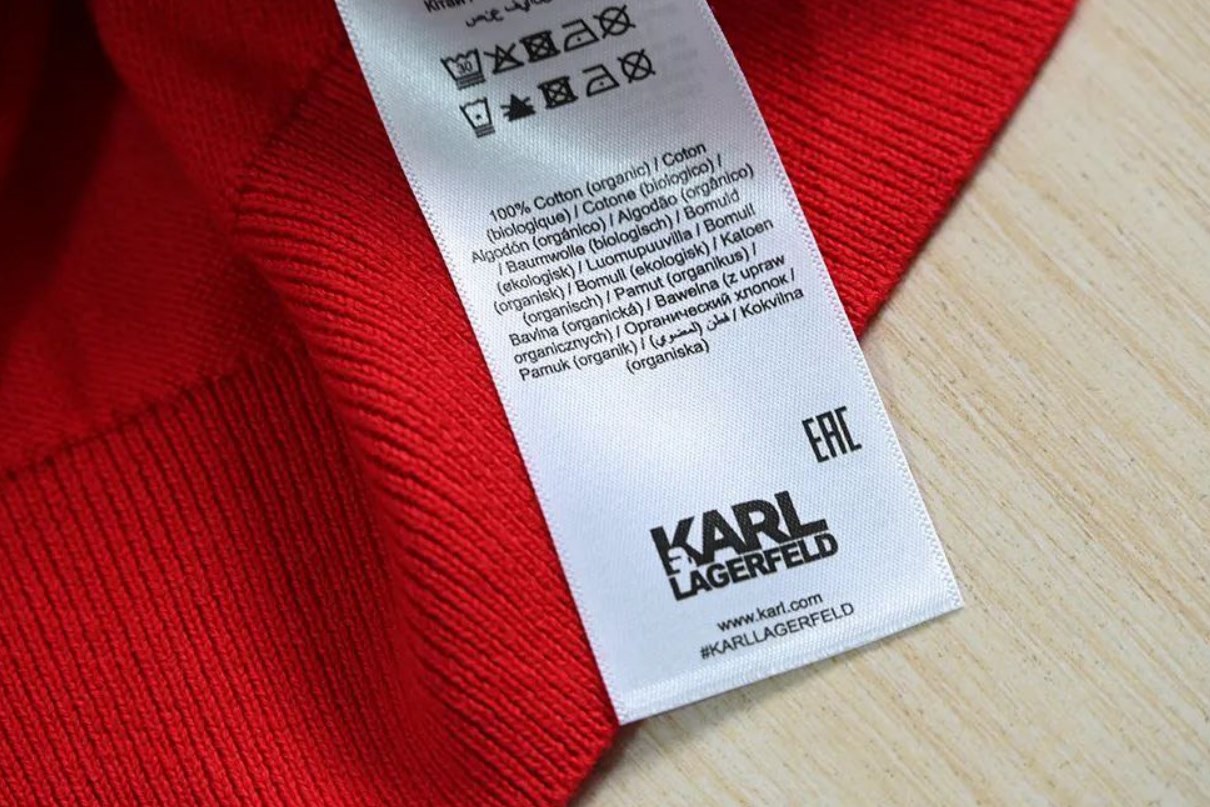 30
100% Cotton (organic) / Coton
(biologique) / Cotone (biologico) /
Algodón (orgánico) / Algodão (orgânico)
/ Baumwolle (biologisch) / Bomuld
(økologisk) / Luomupuuvilla / Bomull
(organisk) / Bomull (ekologisk) / Katoen
(organisch) / Pamut (organikus) /
Bavlna (organická) / Bawełna (z upraw
organicznych) / Органический хлопок /
Pamuk (organik) / قطن (لعضوي) / Kokvilna
(organiska)
EAC
KARL
LAGERFELD
www.karl.com
#KARLLAGERFELD